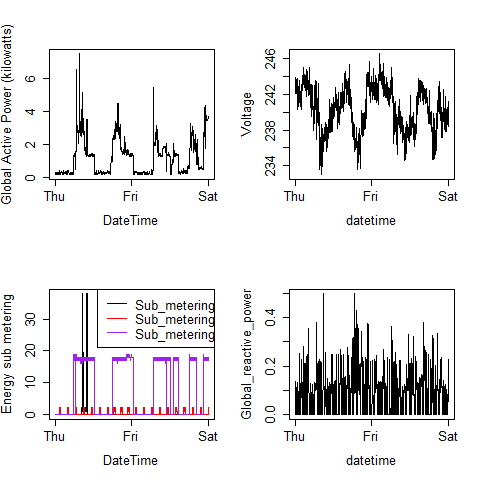 Global Active Power (kilowatts)
0 2 4 6
Thu Fri Sat
DateTime
Voltage
234 238 242 246
Thu Fri Sat
datetime
Energy sub metering
0 10 20 30
Sub_metering
Sub_metering
Sub_metering
Thu Fri Sat
DateTime
Global_reactive_power
0.0 0.2 0.4
Thu Fri Sat
datetime